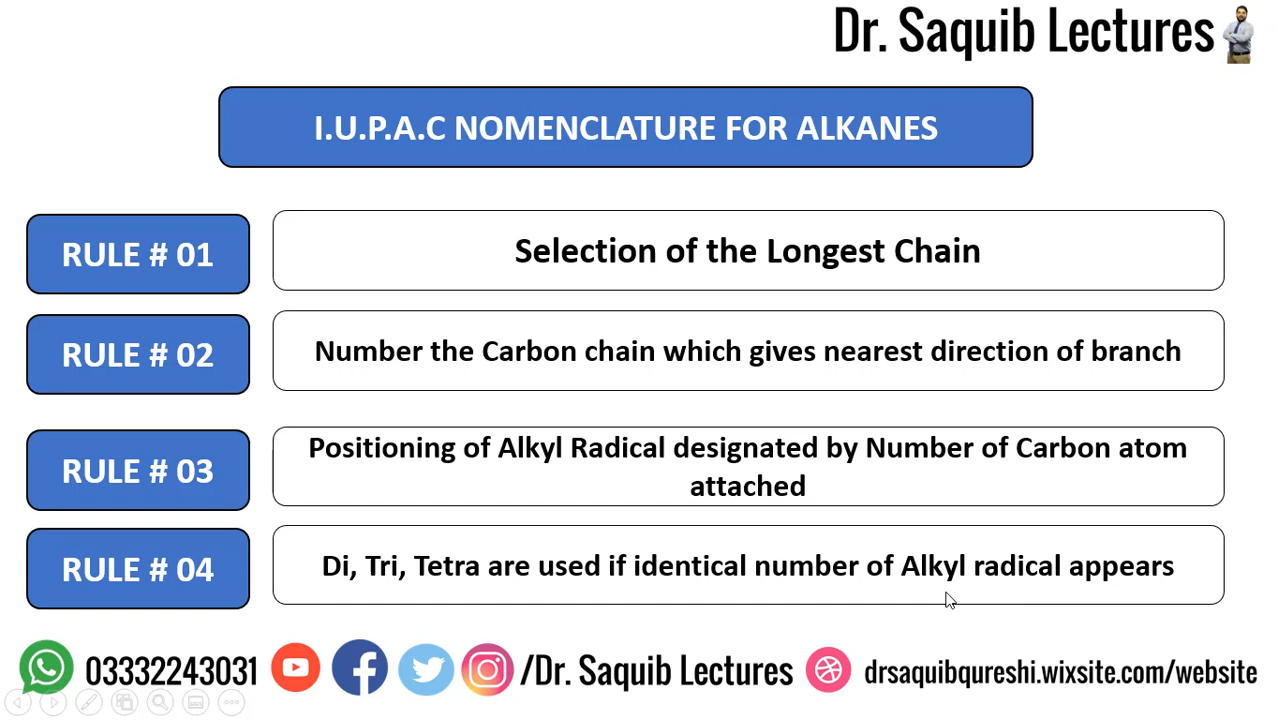 Dr. Saquib Lectures
I.U.P.A.C NOMENCLATURE FOR ALKANES
RULE # 01
Selection of the Longest Chain
RULE # 02
Number the Carbon chain which gives nearest direction of branch
RULE # 03
Positioning of Alkyl Radical designated by Number of Carbon atom
attached
RULE # 04
Di, Tri, Tetra are used if identical number of Alkyl radical appears
03332243031
/Dr. Saquib Lectures
drsaquibqureshi.wixsite.com/website